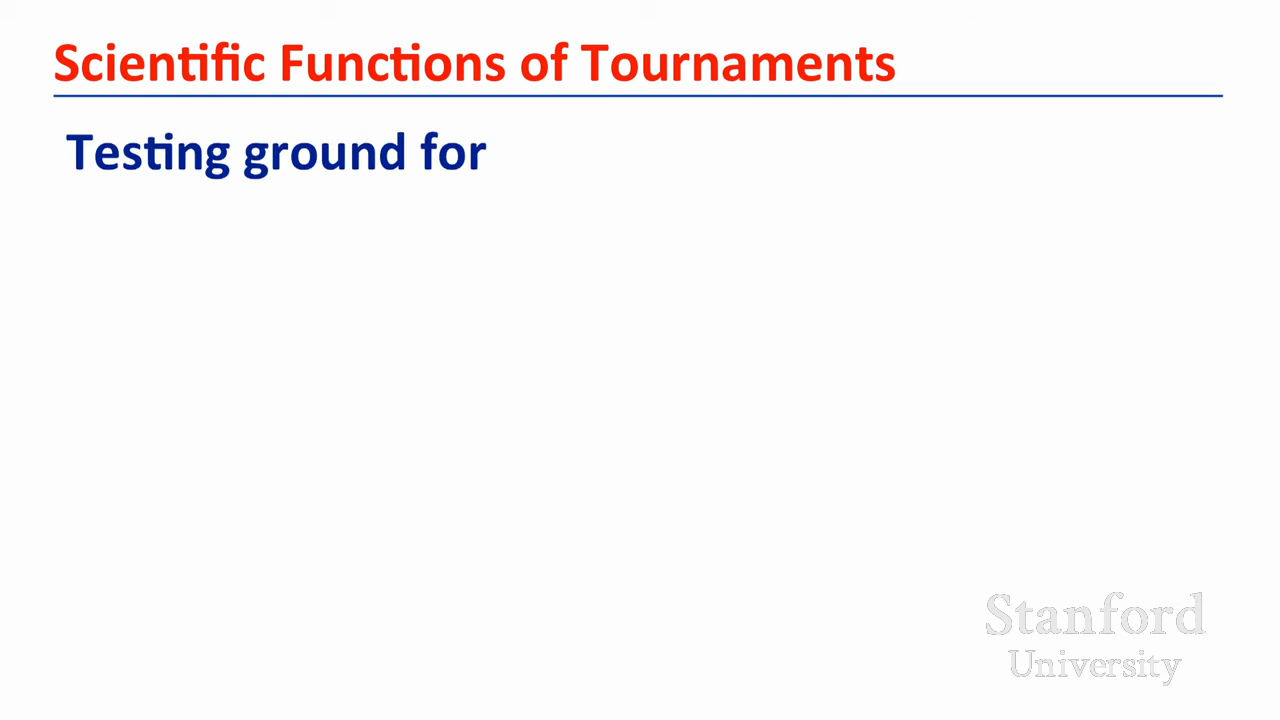 Scientific Functions of Tournaments
Testing ground for
Stanford
University